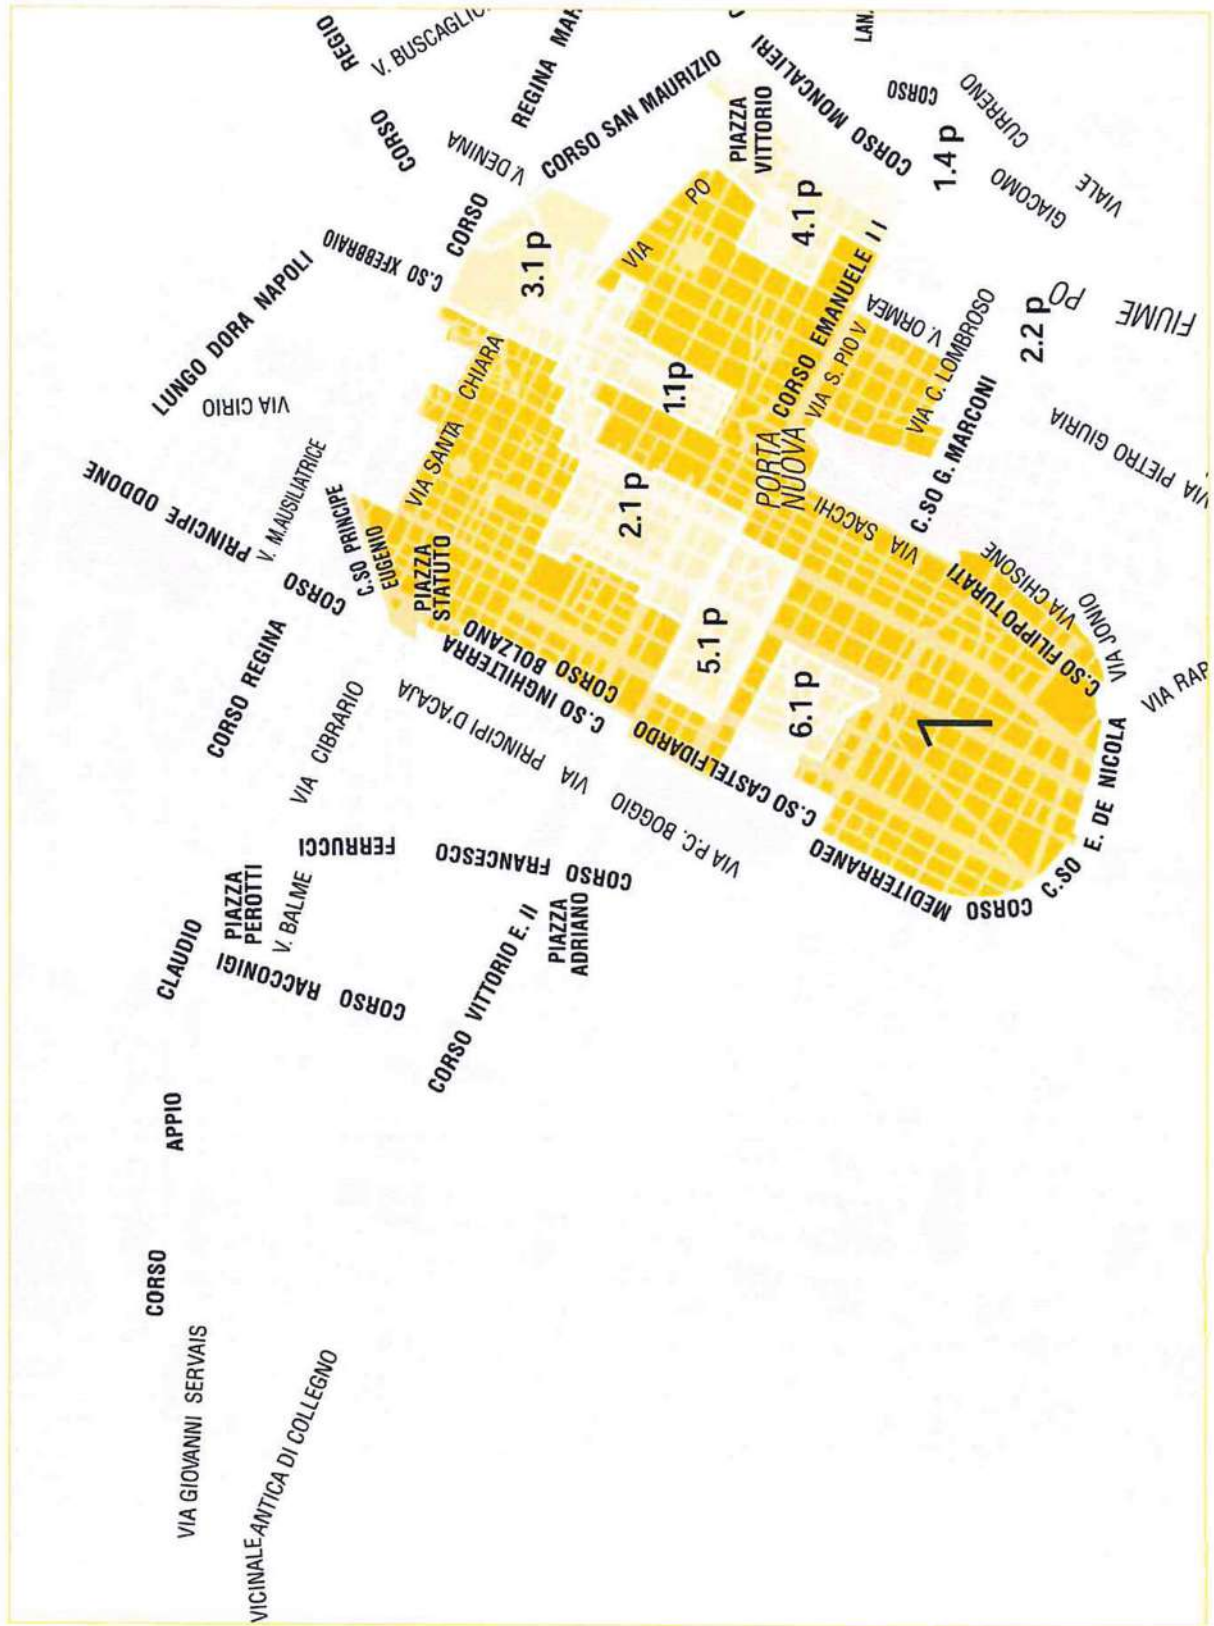 REGIO
V. BUSCAGLIO
REGINA MAR
CORSO
V. DENINA
CORSO SAN MAURIZIO
CORSO MONCALIERI
LAN
CORSO
CURRENO
1.4 p
GIACOMO
VIALE
PIAZZA
VITTORIO
CORSO
C.SO XFEBBRAIO
3.1 p
PO
VIA
4.1 p
LUNGO DORA NAPOLI
VIA CIRIO
CORSO EMANUELE II
V. ORMEA
VIA S. PIO V
VIA C. LOMBROSO
2.2 p
FIUME PO
VIA SANTA CHIARA
1.1p
PORTA
NUOVA
C.SO G. MARCONI
VIA PIETRO GIURIA
PRINCIPE ODDONE
V. M.AUSILIATRICE
CORSO
C.SO PRINCIPE
EUGENIO
PIAZZA
STATUTO
2.1 p
VIA SACCHI
VIA CHISONE
C.SO FILIPPO TURATI
VIA JONIO
VIA RAP
CORSO REGINA
VIA CIBRARIO
CORSO BOLZANO
C.SO INGHILTERRA
5.1 p
6.1 p
1
VIA PRINCIPI D'ACAJA
C.SO CASTELFIDARDO
VIA P.C. BOGGIO
CORSO MEDITERRANEO
C.SO E. DE NICOLA
CORSO FRANCESCO FERRUCCI
PIAZZA
PEROTTI
V. BALME
CLAUDIO
CORSO RACCONIGI
CORSO VITTORIO E. II
PIAZZA
ADRIANO
APPIO
CORSO
VIA GIOVANNI SERVAIS
VICINALE ANTICA DI COLLEGNO